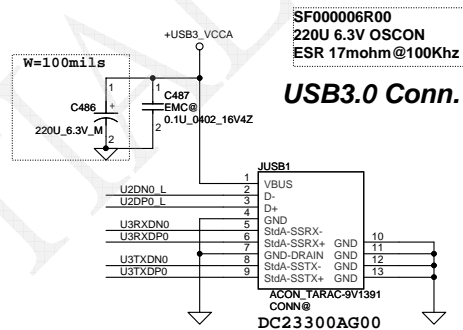 SF000006R00
220U 6.3V OSCON
ESR 17mohm@100Khz
+USB3_VCCA
W=100mils
USB3.0 Conn.
1
1
C486
+
C487
EMC@
220U_6.3V_M
2
2
0.1U_0402_16V4Z
JUSB1
1
VBUS
U2DN0_L
2
D-
U2DP0_L
3
D+
4
GND
U3RXDN0
5
StdA-SSRX-
U3RXDP0
6
StdA-SSRX+
GND
10
7
GND-DRAIN
GND
11
U3TXDN0
8
StdA-SSTX-
GND
12
U3TXDP0
9
StdA-SSTX+
GND
13
ACON_TARAC-9V1391
CONN@
DC23300AG00